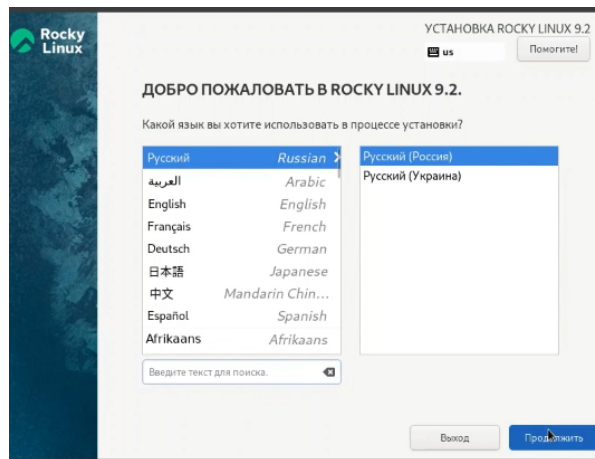 Rocky
Linux
УСТАНОВКА ROCKY LINUX 9.2
us
Помогите!
ДОБРО ПОЖАЛОВАТЬ В ROCKY LINUX 9.2.
Какой язык вы хотите использовать в процессе установки?
Русский Russian
العربية Arabic
English English
Français French
Deutsch German
日本語 Japanese
中文 Mandarin Chin...
Español Spanish
Afrikaans Afrikaans
Русский (Россия)
Русский (Украина)
Введите текст для поиска.
Выход
Продолжить